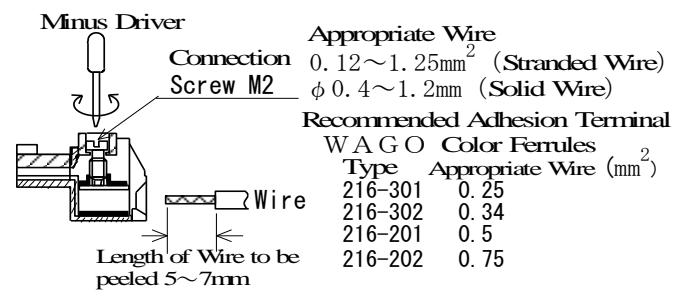 Minus Driver
Connection
Screw M2
Wire
Length of Wire to be
peeled 5～7mm
Appropriate Wire
0.12～1.25mm² (Stranded Wire)
φ0.4～1.2mm (Solid Wire)
Recommended Adhesion Terminal
WAGO Color Ferrules
Type Appropriate Wire (mm²)
216-301 0.25
216-302 0.34
216-201 0.5
216-202 0.75